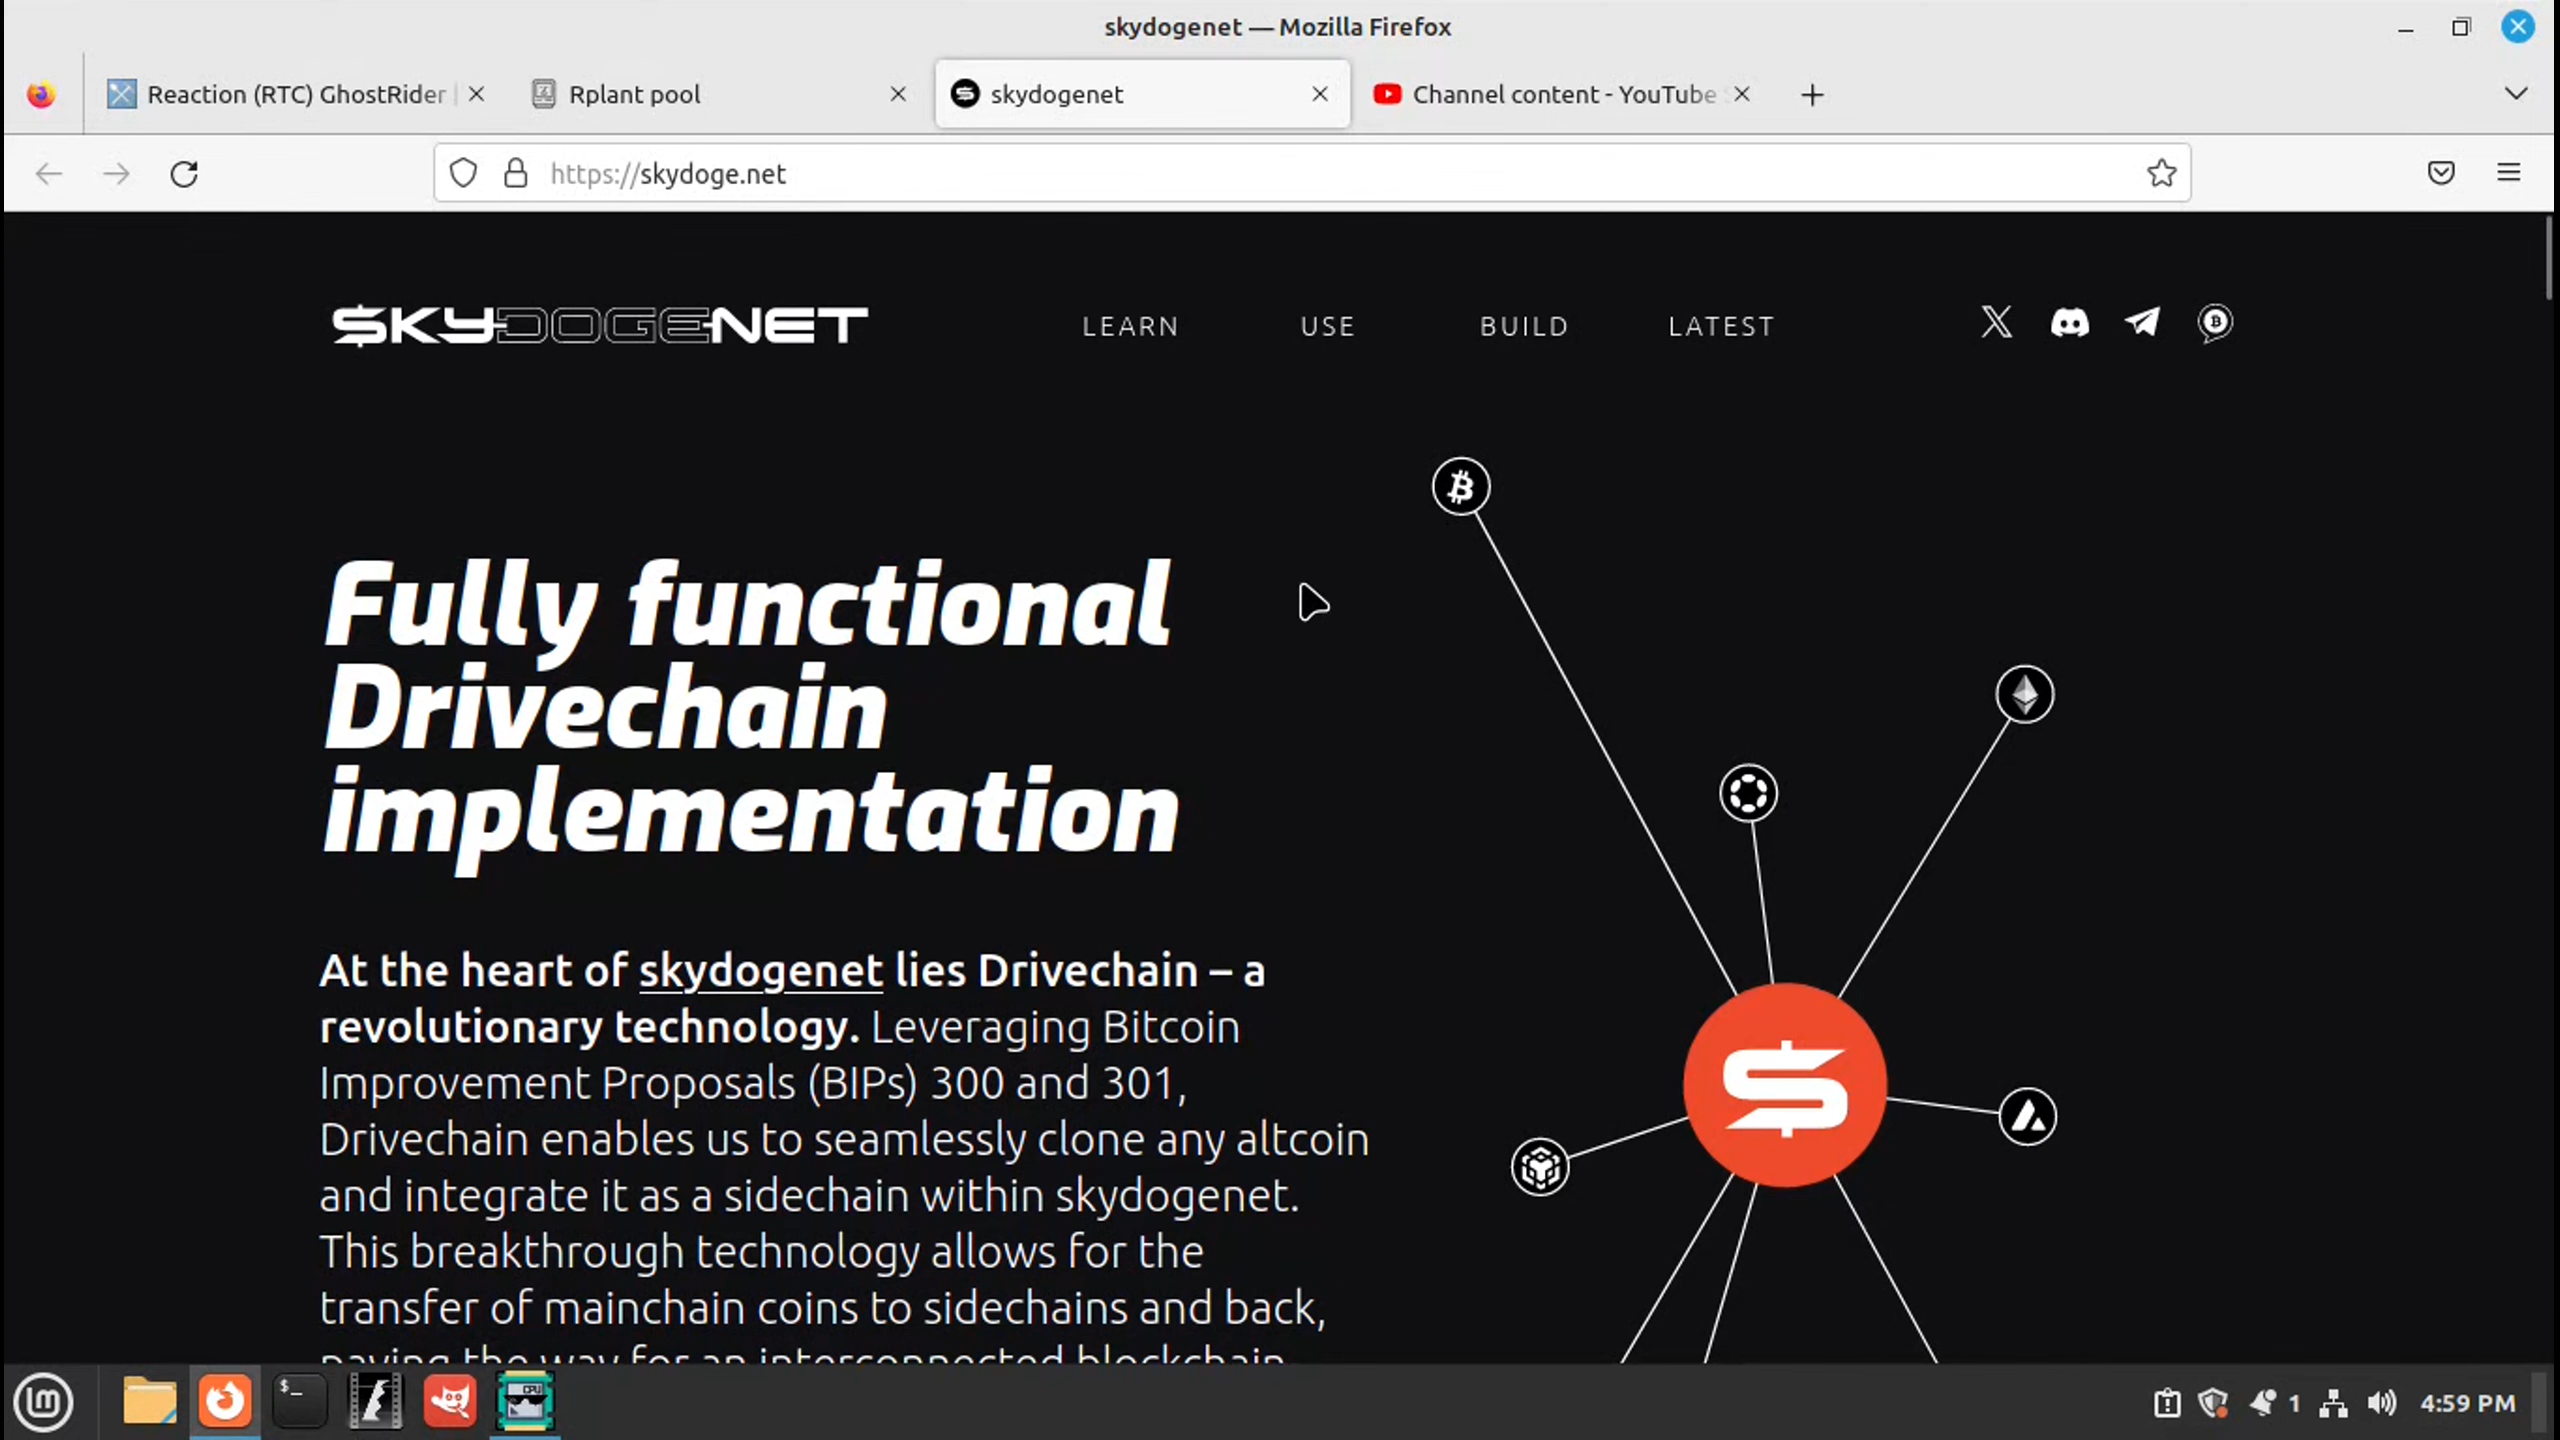 skydogenet — Mozilla Firefox
Reaction (RTC) GhostRider
Rplant pool
skydogenet
Channel content - YouTube
https://skydoge.net
$KYDOGENET
LEARN
USE
BUILD
LATEST
Fully functional
Drivechain
implementation
At the heart of skydogenet lies Drivechain – a
revolutionary technology. Leveraging Bitcoin
Improvement Proposals (BIPs) 300 and 301,
Drivechain enables us to seamlessly clone any altcoin
and integrate it as a sidechain within skydogenet.
This breakthrough technology allows for the
transfer of mainchain coins to sidechains and back,
paving the way for an interconnected blockchain
$_
CPU
1
4:59 PM